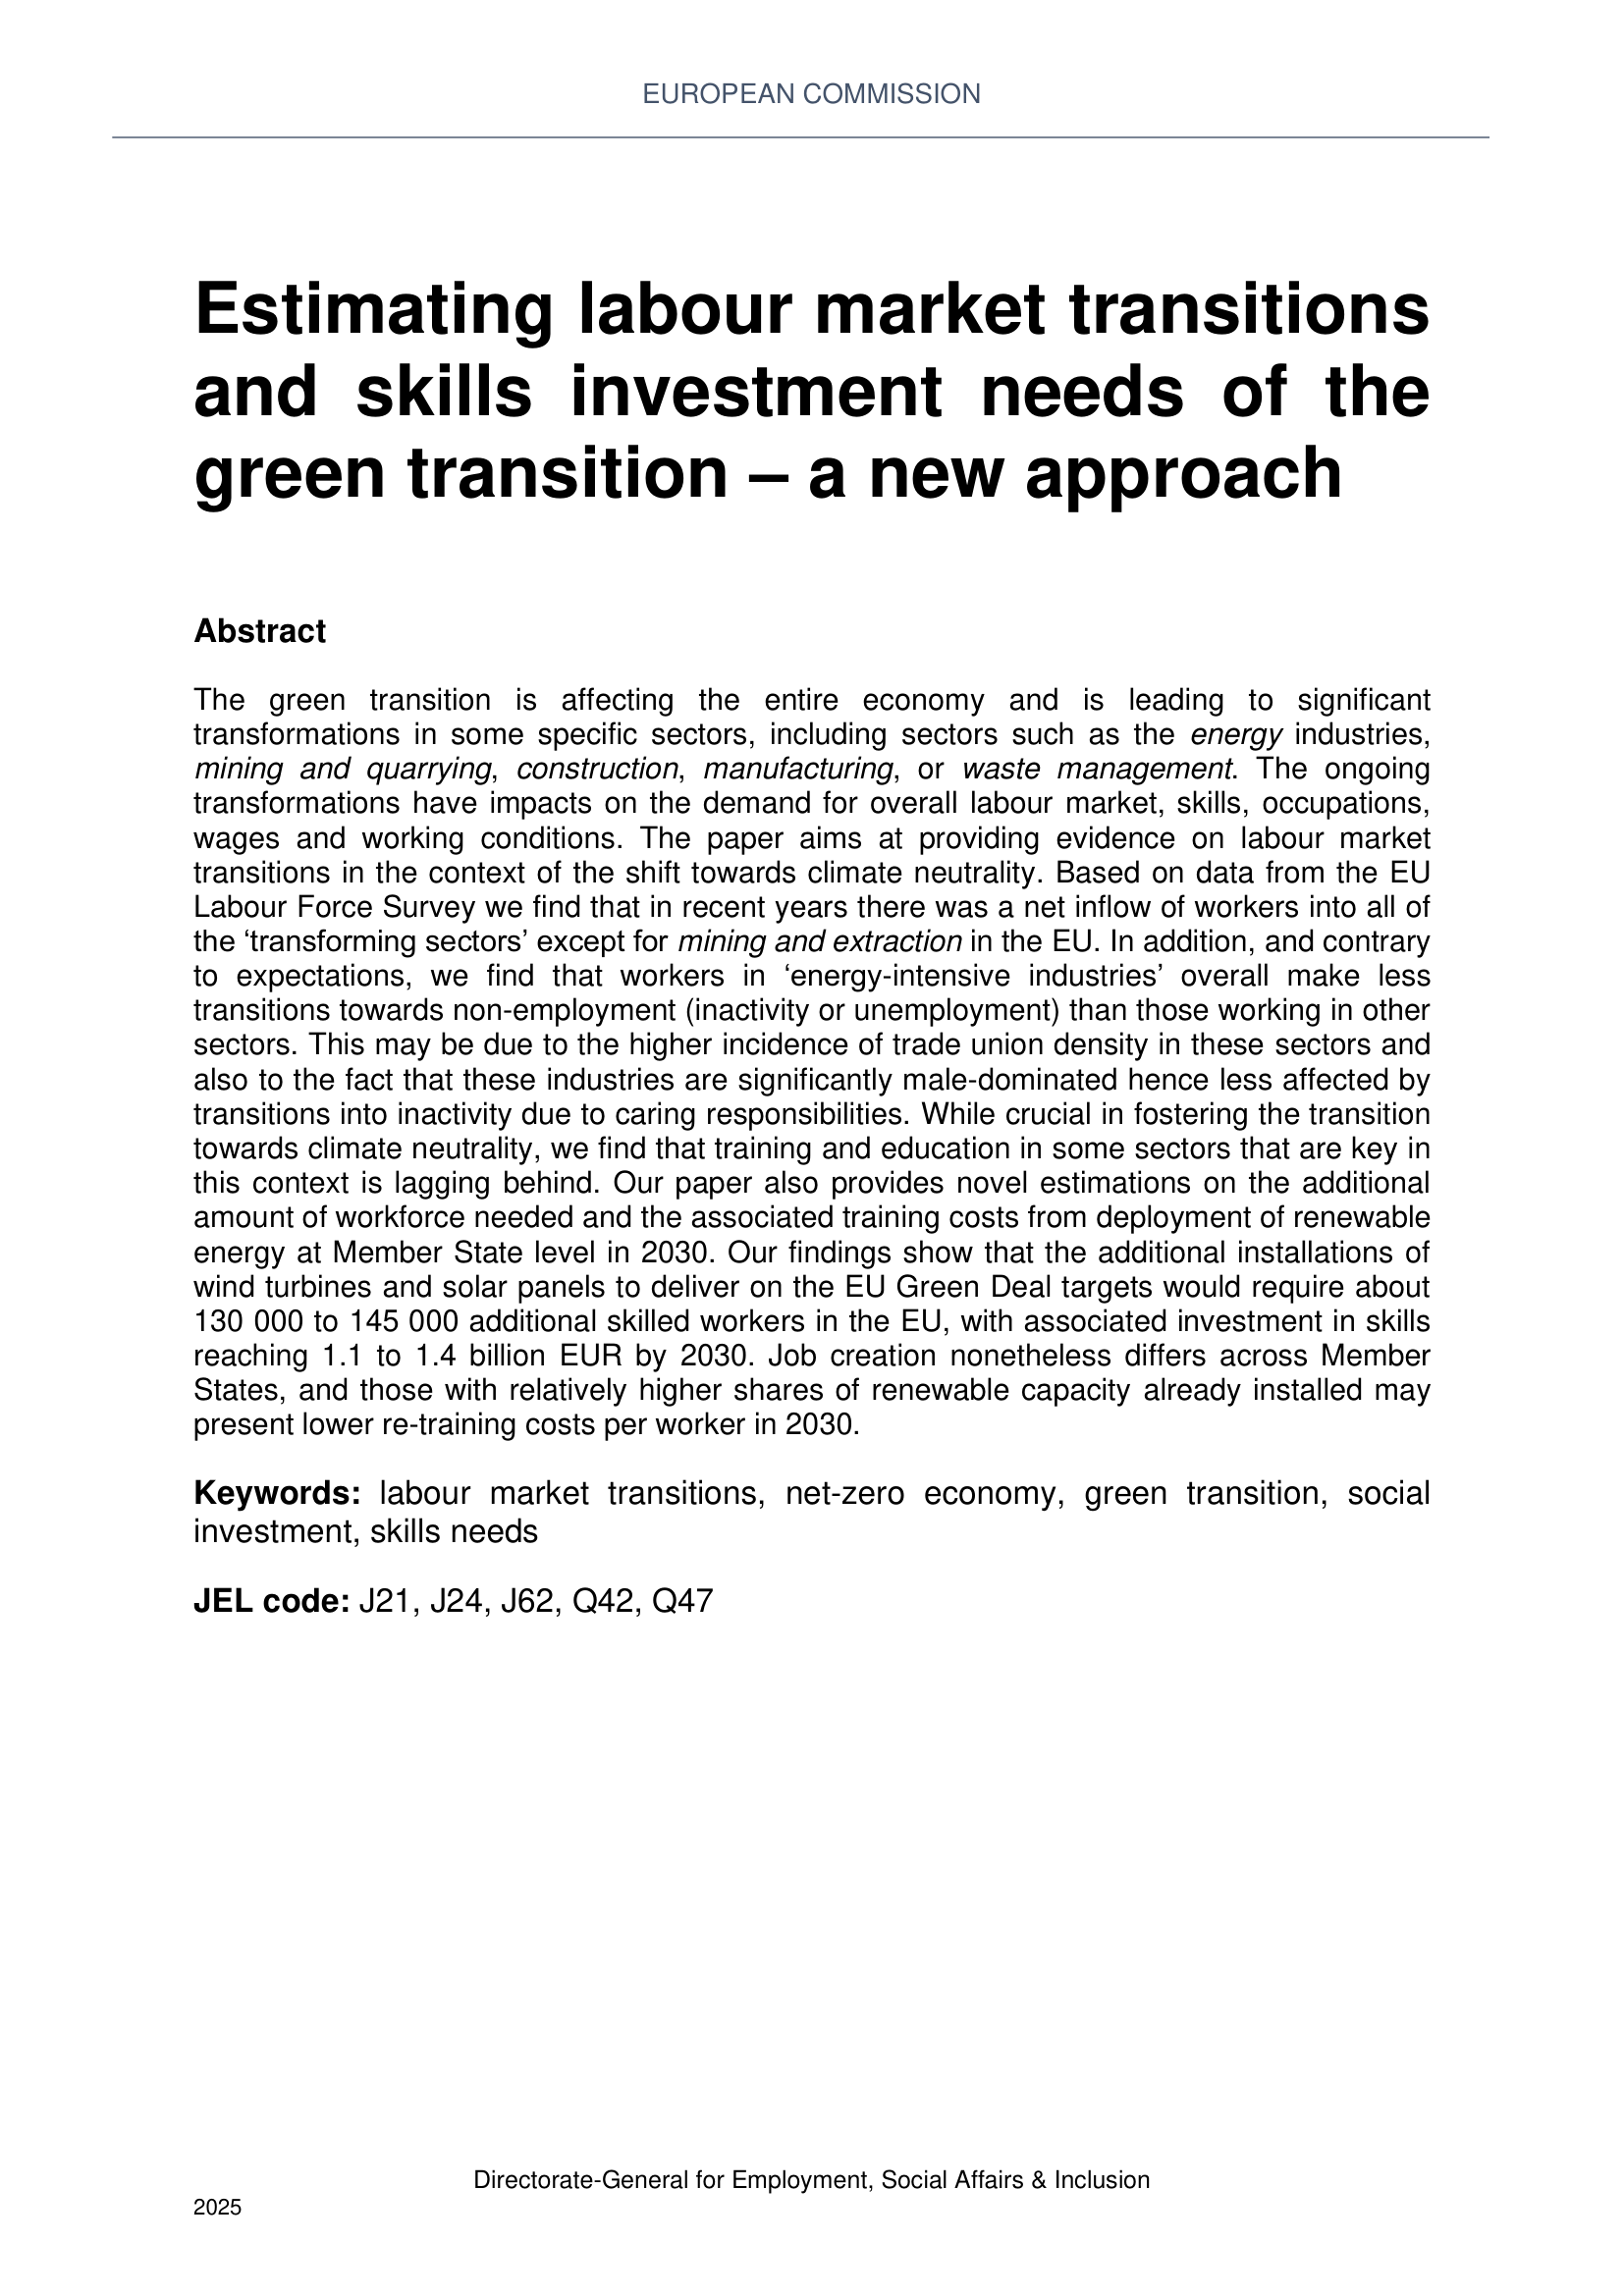 EUROPEAN COMMISSION
Estimating labour market transitions
and skills investment needs of the
green transition – a new approach
Abstract
The green transition is affecting the entire economy and is leading to significant
transformations in some specific sectors, including sectors such as the energy industries,
mining and quarrying, construction, manufacturing, or waste management. The ongoing
transformations have impacts on the demand for overall labour market, skills, occupations,
wages and working conditions. The paper aims at providing evidence on labour market
transitions in the context of the shift towards climate neutrality. Based on data from the EU
Labour Force Survey we find that in recent years there was a net inflow of workers into all of
the ‘transforming sectors’ except for mining and extraction in the EU. In addition, and contrary
to expectations, we find that workers in ‘energy-intensive industries’ overall make less
transitions towards non-employment (inactivity or unemployment) than those working in other
sectors. This may be due to the higher incidence of trade union density in these sectors and
also to the fact that these industries are significantly male-dominated hence less affected by
transitions into inactivity due to caring responsibilities. While crucial in fostering the transition
towards climate neutrality, we find that training and education in some sectors that are key in
this context is lagging behind. Our paper also provides novel estimations on the additional
amount of workforce needed and the associated training costs from deployment of renewable
energy at Member State level in 2030. Our findings show that the additional installations of
wind turbines and solar panels to deliver on the EU Green Deal targets would require about
130 000 to 145 000 additional skilled workers in the EU, with associated investment in skills
reaching 1.1 to 1.4 billion EUR by 2030. Job creation nonetheless differs across Member
States, and those with relatively higher shares of renewable capacity already installed may
present lower re-training costs per worker in 2030.
Keywords: labour market transitions, net-zero economy, green transition, social
investment, skills needs
JEL code: J21, J24, J62, Q42, Q47
Directorate-General for Employment, Social Affairs & Inclusion
2025